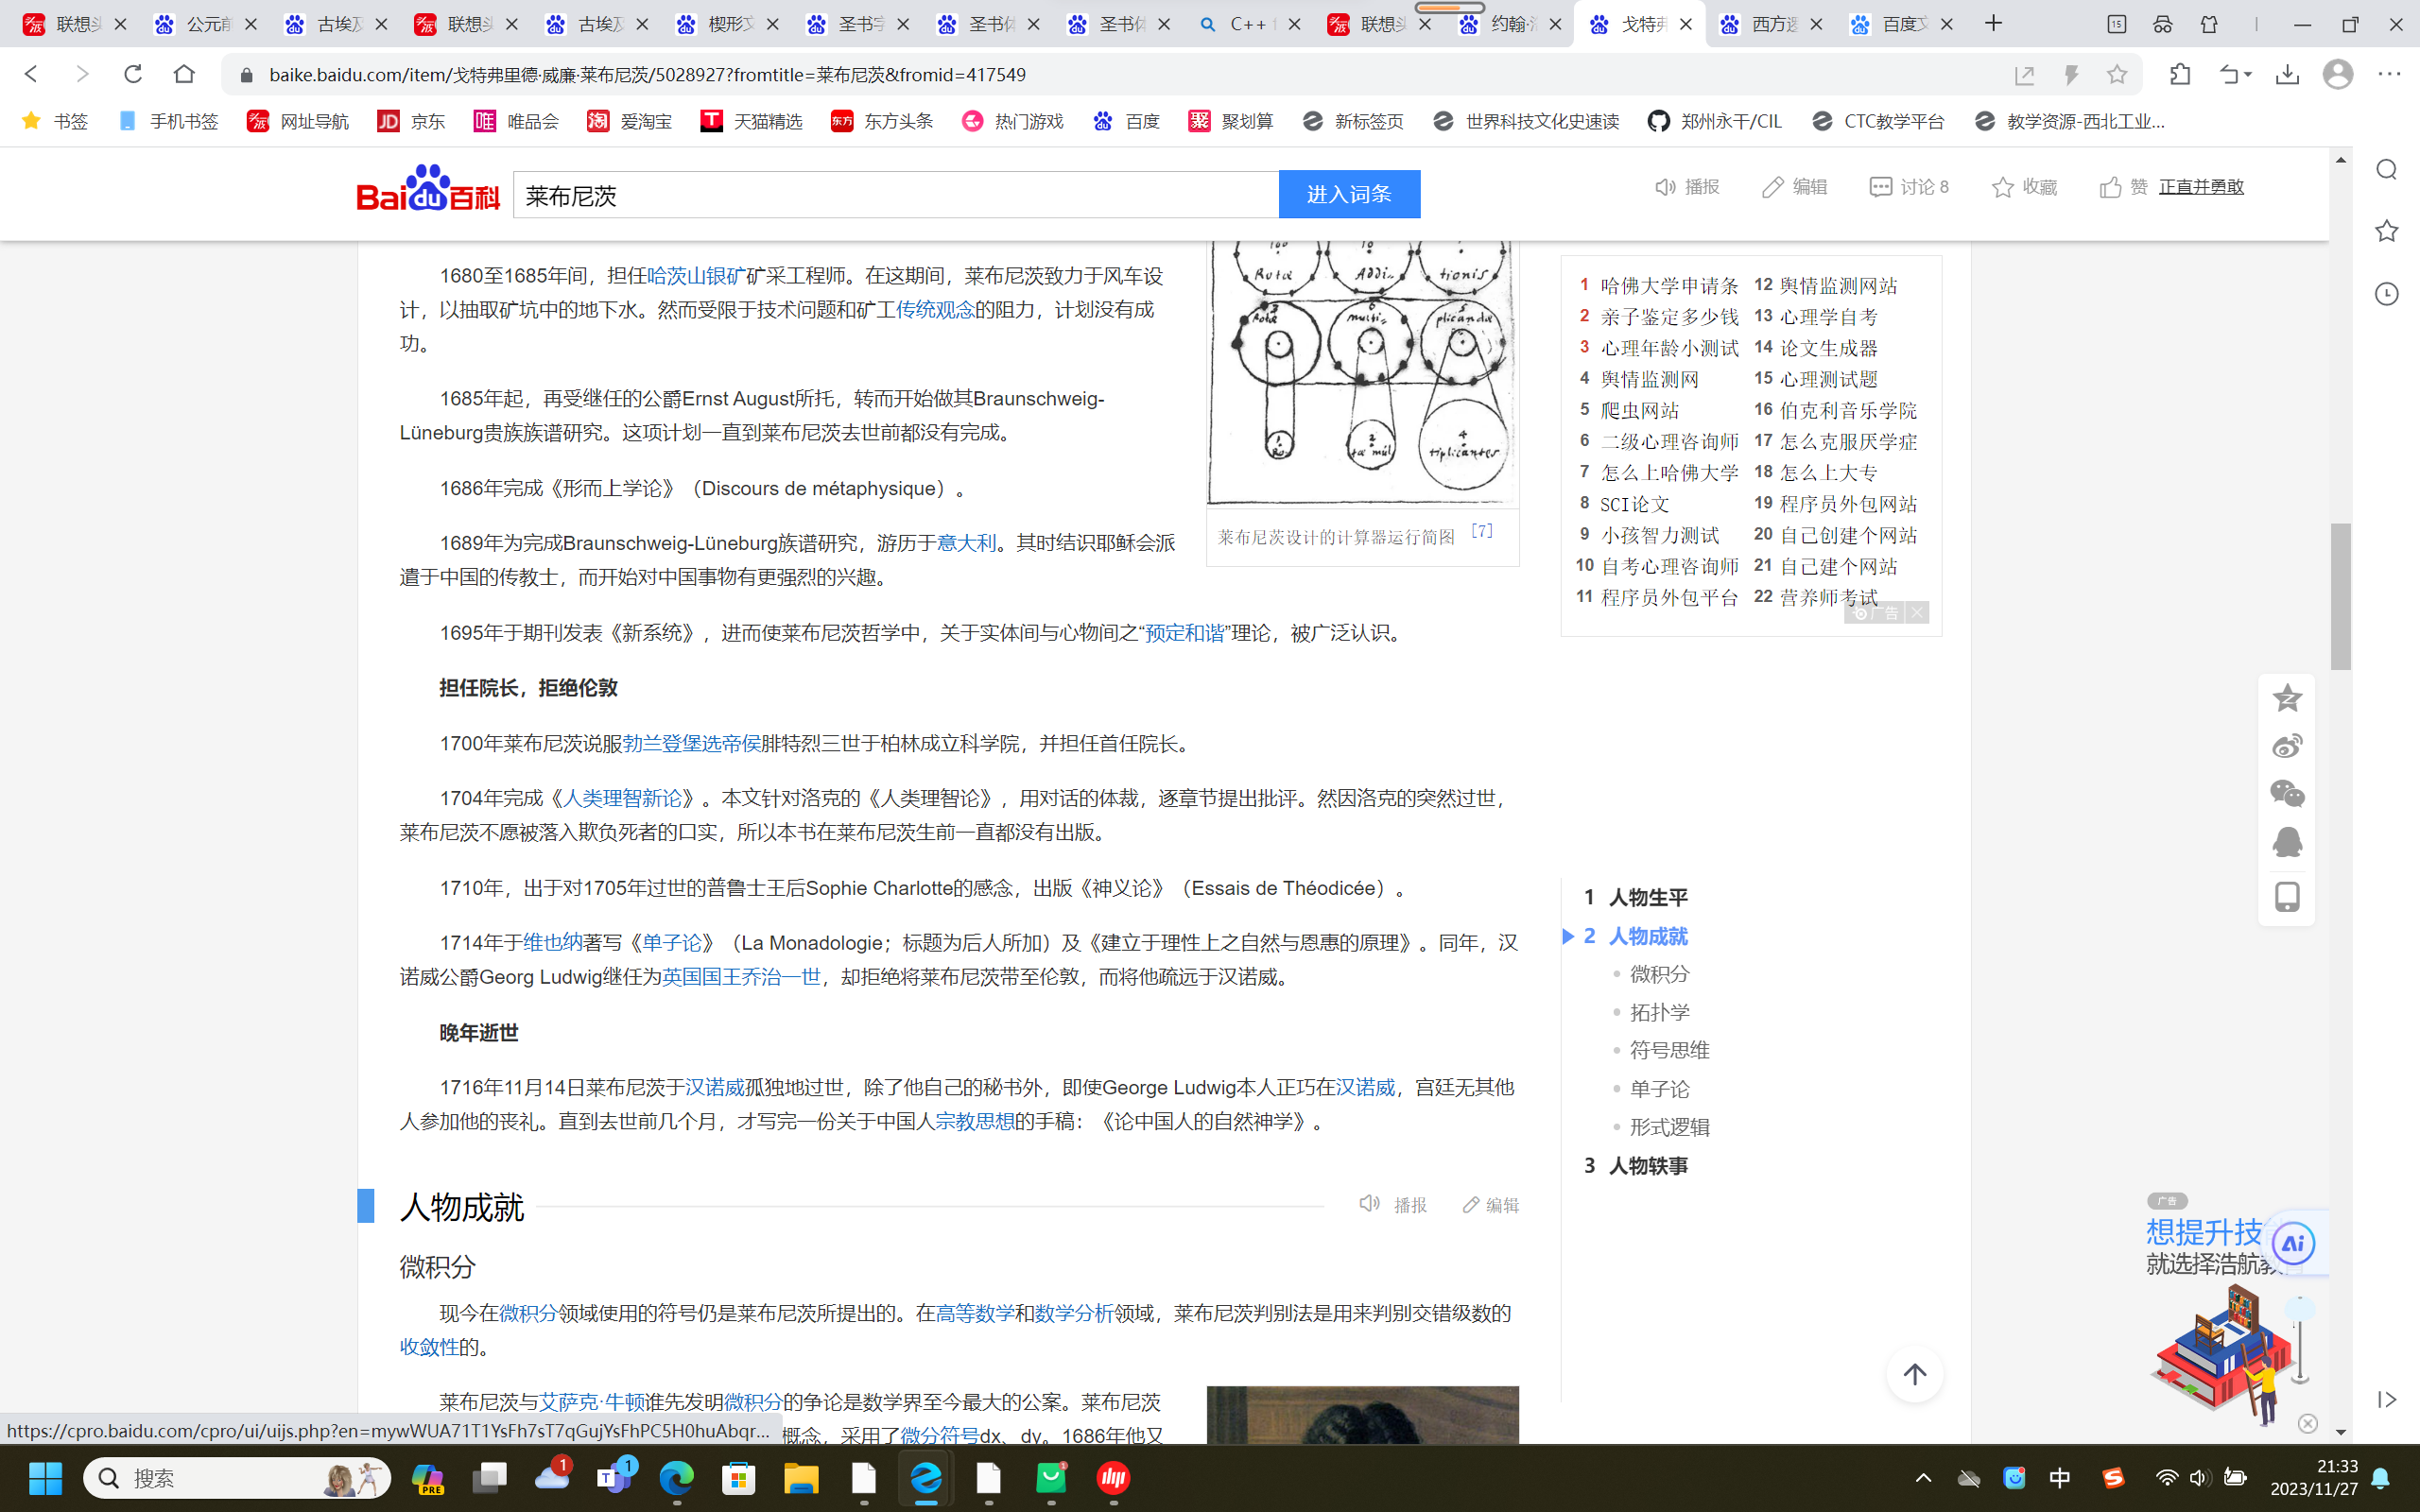 联想头
公元前
古埃及
联想头
古埃及
楔形文
圣书字
圣书体
圣书体
C++ f
联想头
约翰·洛
戈特弗
西方逻
百度文
15
baike.baidu.com/item/戈特弗里德·威廉·莱布尼茨/5028927?fromtitle=莱布尼茨&fromid=417549
书签
手机书签
网址导航
京东
唯品会
爱淘宝
天猫精选
东方头条
热门游戏
百度
聚划算
新标签页
世界科技文化史速读
郑州永干/CIL
CTC教学平台
教学资源-西北工业...
Baidu百科
莱布尼茨
进入词条
播报
编辑
讨论 8
收藏
赞
正直并勇敢
1680至1685年间，担任哈茨山银矿矿采工程师。在这期间，莱布尼茨致力于风车设
计，以抽取矿坑中的地下水。然而受限于技术问题和矿工传统观念的阻力，计划没有成
功。
1685年起，再受继任的公爵Ernst August所托，转而开始做其Braunschweig-
Lüneburg贵族族谱研究。这项计划一直到莱布尼茨去世前都没有完成。
1686年完成《形而上学论》（Discours de métaphysique）。
1689年为完成Braunschweig-Lüneburg族谱研究，游历于意大利。其时结识耶稣会派
遣于中国的传教士，而开始对中国事物有更强烈的兴趣。
Rotæ Addi- tionis
Rotæ multi- plicandæ
ta mul tiplicantes
莱布尼茨设计的计算器运行简图 [7]
1695年于期刊发表《新系统》，进而使莱布尼茨哲学中，关于实体间与心物间之“预定和谐”理论，被广泛认识。
担任院长，拒绝伦敦
1700年莱布尼茨说服勃兰登堡选帝侯腓特烈三世于柏林成立科学院，并担任首任院长。
1704年完成《人类理智新论》。本文针对洛克的《人类理智论》，用对话的体裁，逐章节提出批评。然因洛克的突然过世，
莱布尼茨不愿被落入欺负死者的口实，所以本书在莱布尼茨生前一直都没有出版。
1710年，出于对1705年过世的普鲁士王后Sophie Charlotte的感念，出版《神义论》（Essais de Théodicée）。
1714年于维也纳著写《单子论》（La Monadologie；标题为后人所加）及《建立于理性上之自然与恩惠的原理》。同年，汉
诺威公爵Georg Ludwig继任为英国国王乔治一世，却拒绝将莱布尼茨带至伦敦，而将他疏远于汉诺威。
晚年逝世
1716年11月14日莱布尼茨于汉诺威孤独地过世，除了他自己的秘书外，即使George Ludwig本人正巧在汉诺威，宫廷无其他
人参加他的丧礼。直到去世前几个月，才写完一份关于中国人宗教思想的手稿：《论中国人的自然神学》。
人物成就
播报
编辑
微积分
现今在微积分领域使用的符号仍是莱布尼茨所提出的。在高等数学和数学分析领域，莱布尼茨判别法是用来判别交错级数的
收敛性的。
莱布尼茨与艾萨克·牛顿谁先发明微积分的争论是数学界至今最大的公案。莱布尼茨
概念，采用了微分符号dx、dy。1686年他又
https://cpro.baidu.com/cpro/ui/uijs.php?en=mywWUA71T1YsFh7sT7qGujYsFhPC5H0huAbqr...
1 哈佛大学申请条 12 舆情监测网站
2 亲子鉴定多少钱 13 心理学自考
3 心理年龄小测试 14 论文生成器
4 舆情监测网 15 心理测试题
5 爬虫网站 16 伯克利音乐学院
6 二级心理咨询师 17 怎么克服厌学症
7 怎么上哈佛大学 18 怎么上大专
8 SCI论文 19 程序员外包网站
9 小孩智力测试 20 自己创建个网站
10 自考心理咨询师 21 自己建个网站
11 程序员外包平台 22 营养师考试
广告
1 人物生平
2 人物成就
微积分
拓扑学
符号思维
单子论
形式逻辑
3 人物轶事
广告
想提升技
就选择浩航教
Ai
搜索
PRE
1
1
中
21:33
2023/11/27